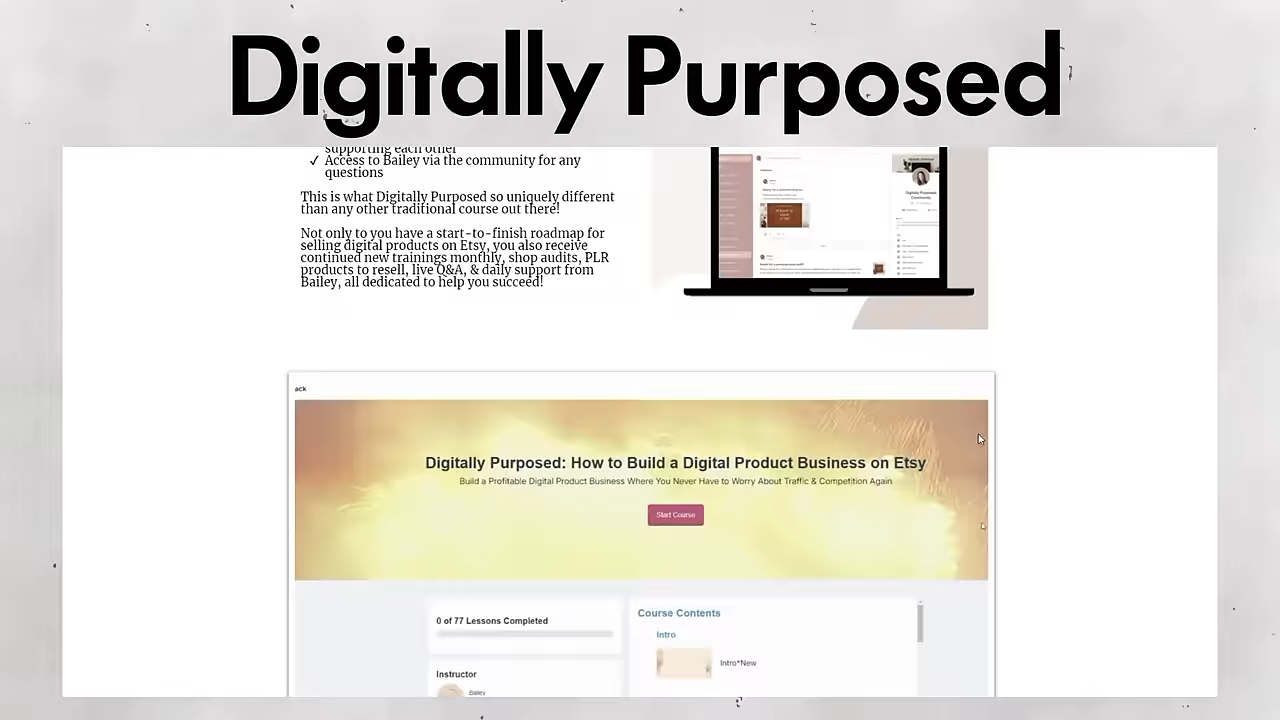 Digitally Purposed
supporting each other
✓ Access to Bailey via the community for any
questions
This is what Digitally Purposed so uniquely different
than any other traditional course out there!
Not only do you have a start-to-finish roadmap for
selling digital products on Etsy, you also receive
continued live trainings monthly, shop audits, PLR
products to resell, live Q&A, & daily support from
Bailey, all dedicated to help you succeed!
Digitally Purposed
Community
ack
Digitally Purposed: How to Build a Digital Product Business on Etsy
Build a Profitable Digital Product Business Where You Never Have to Worry About Traffic & Competition Again
Start Course
0 of 77 Lessons Completed
Instructor
Bailey
Course Contents
Intro
Intro*New